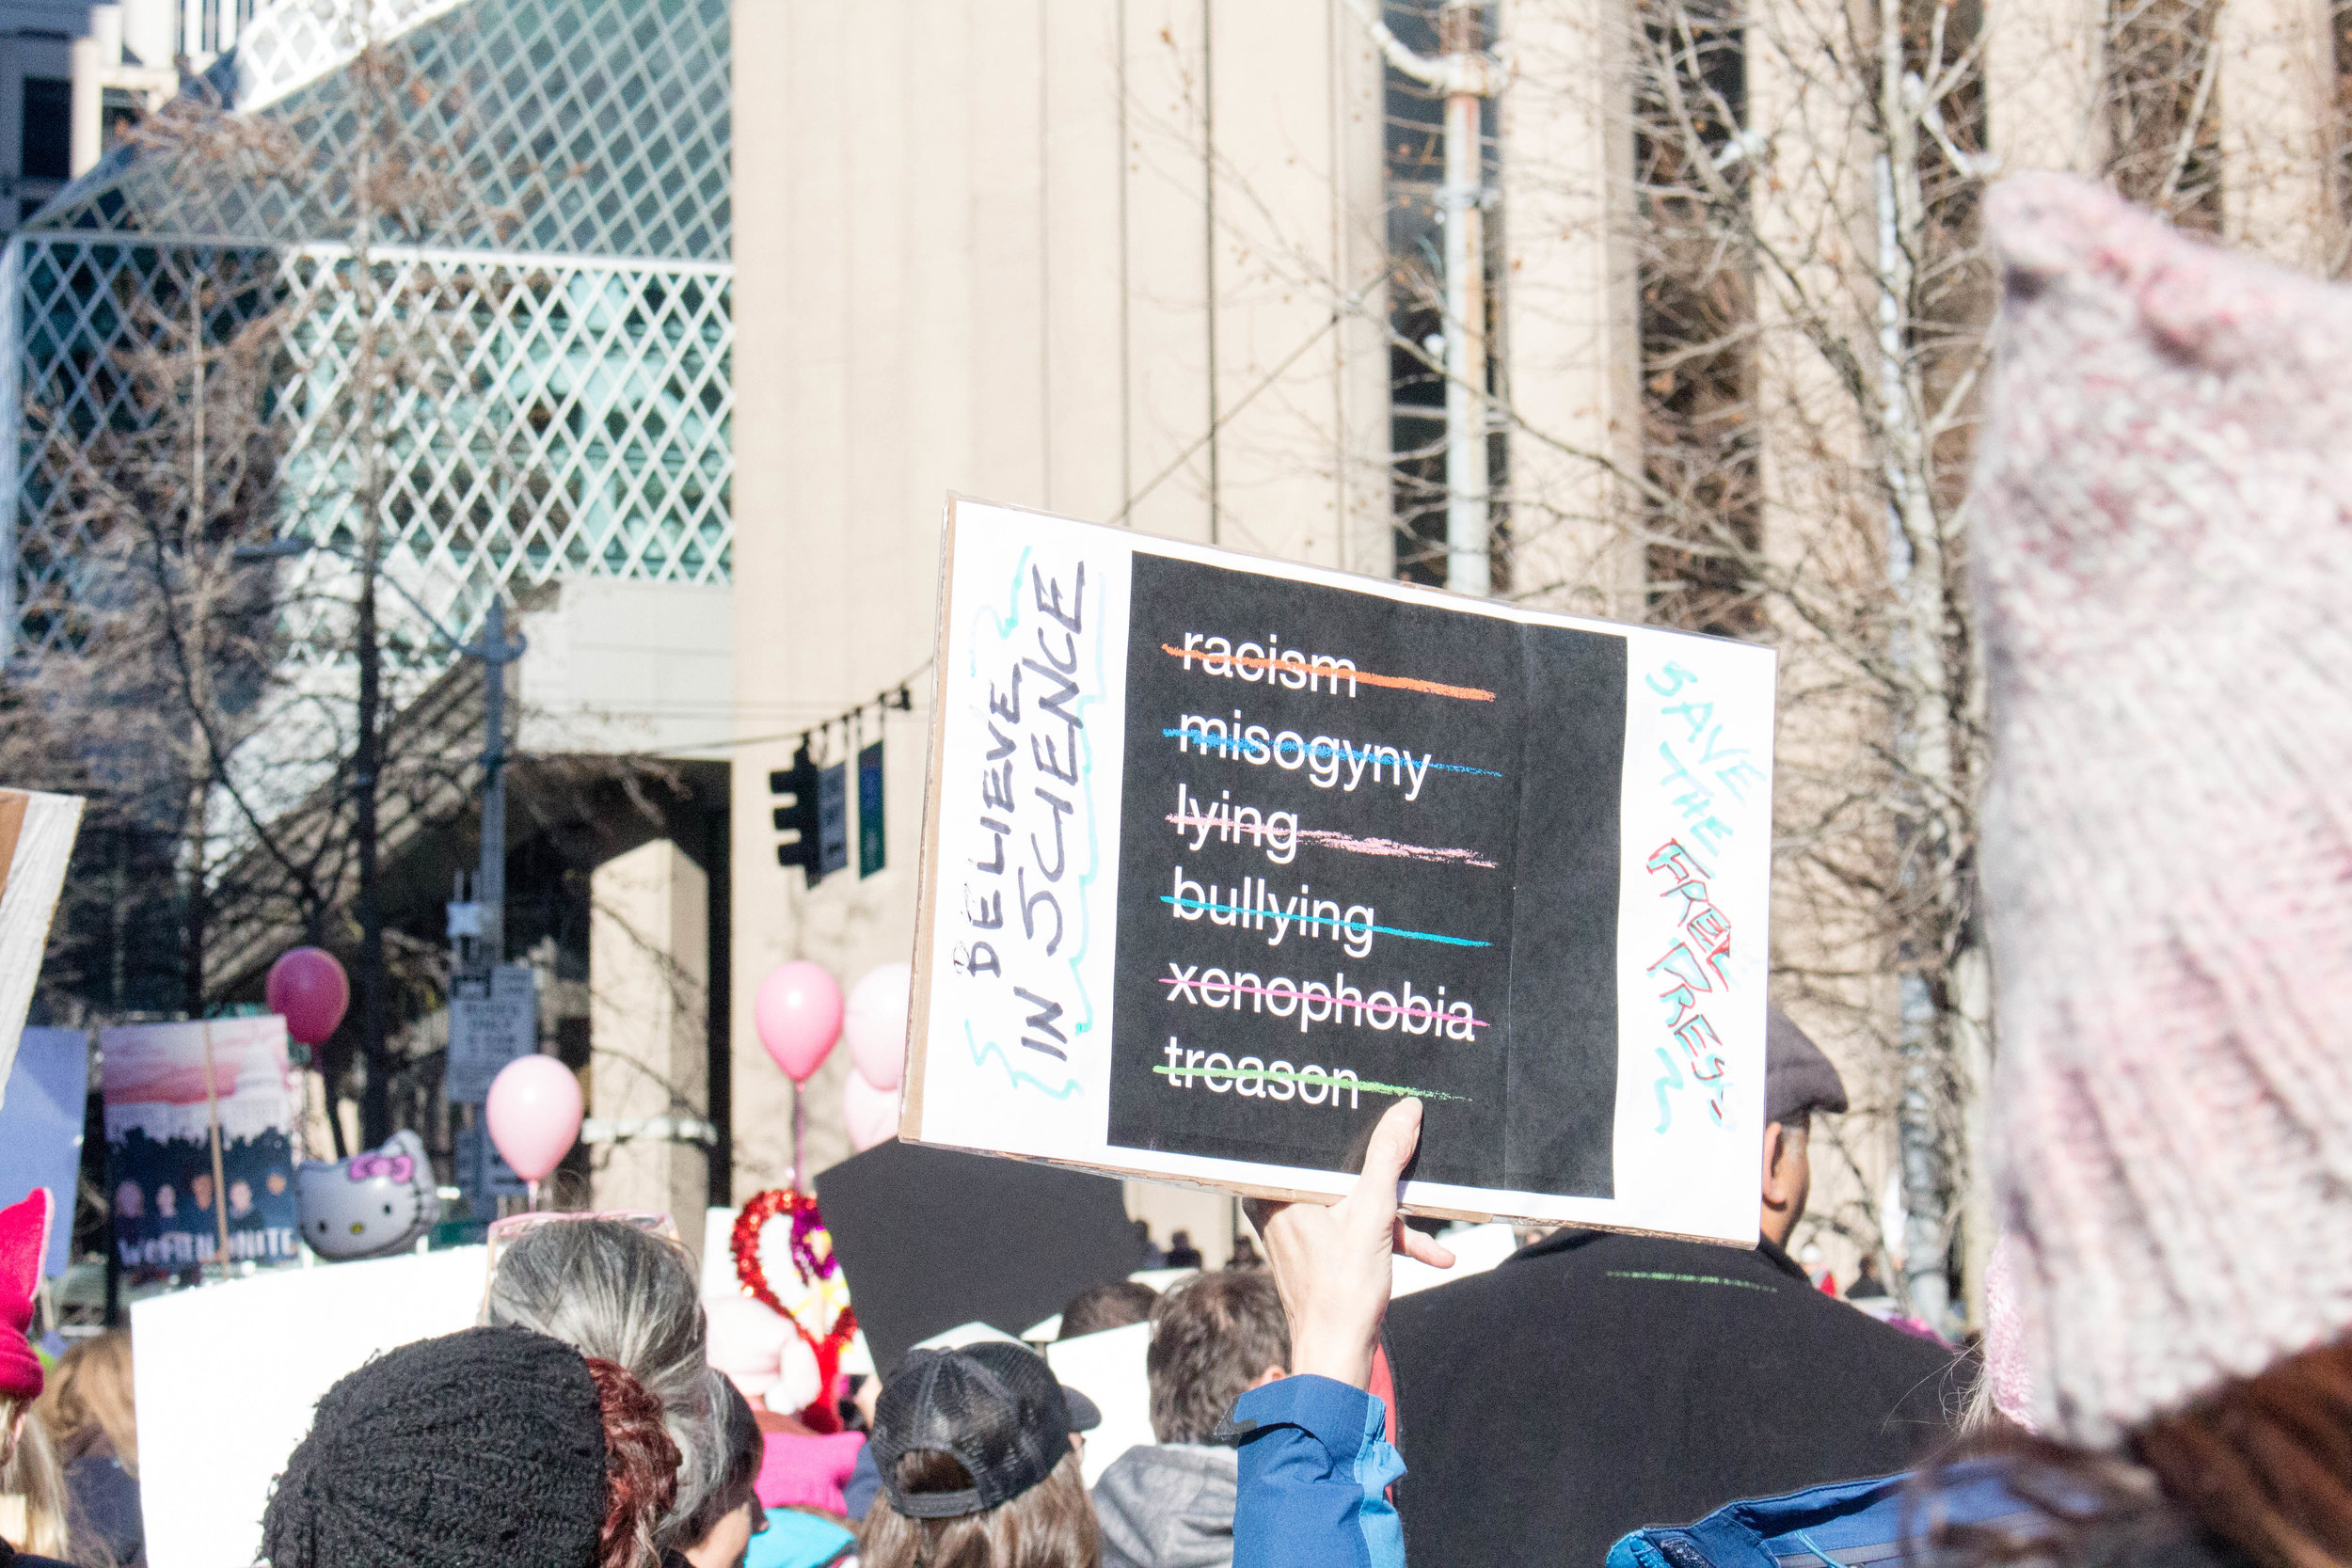 BELIEVE
IN SCIENCE
racism
misogyny
lying
bullying
xenophobia
treason
SAVE
THE
FREE
PRESS
WOMEN UNITE